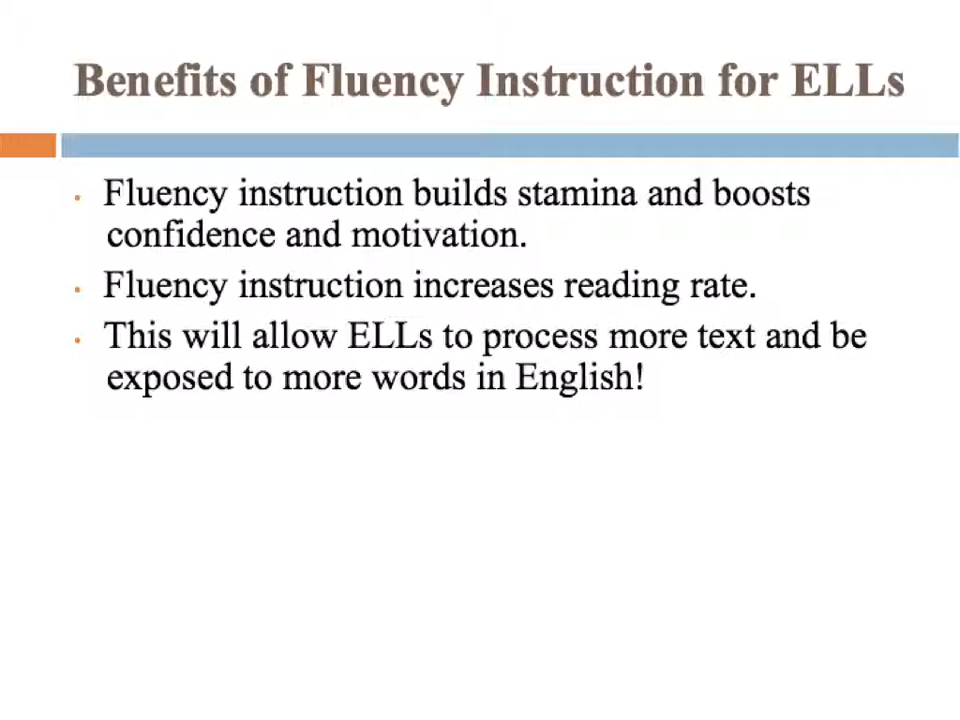 Benefits of Fluency Instruction for ELLs
• Fluency instruction builds stamina and boosts
confidence and motivation.
• Fluency instruction increases reading rate.
• This will allow ELLs to process more text and be
exposed to more words in English!